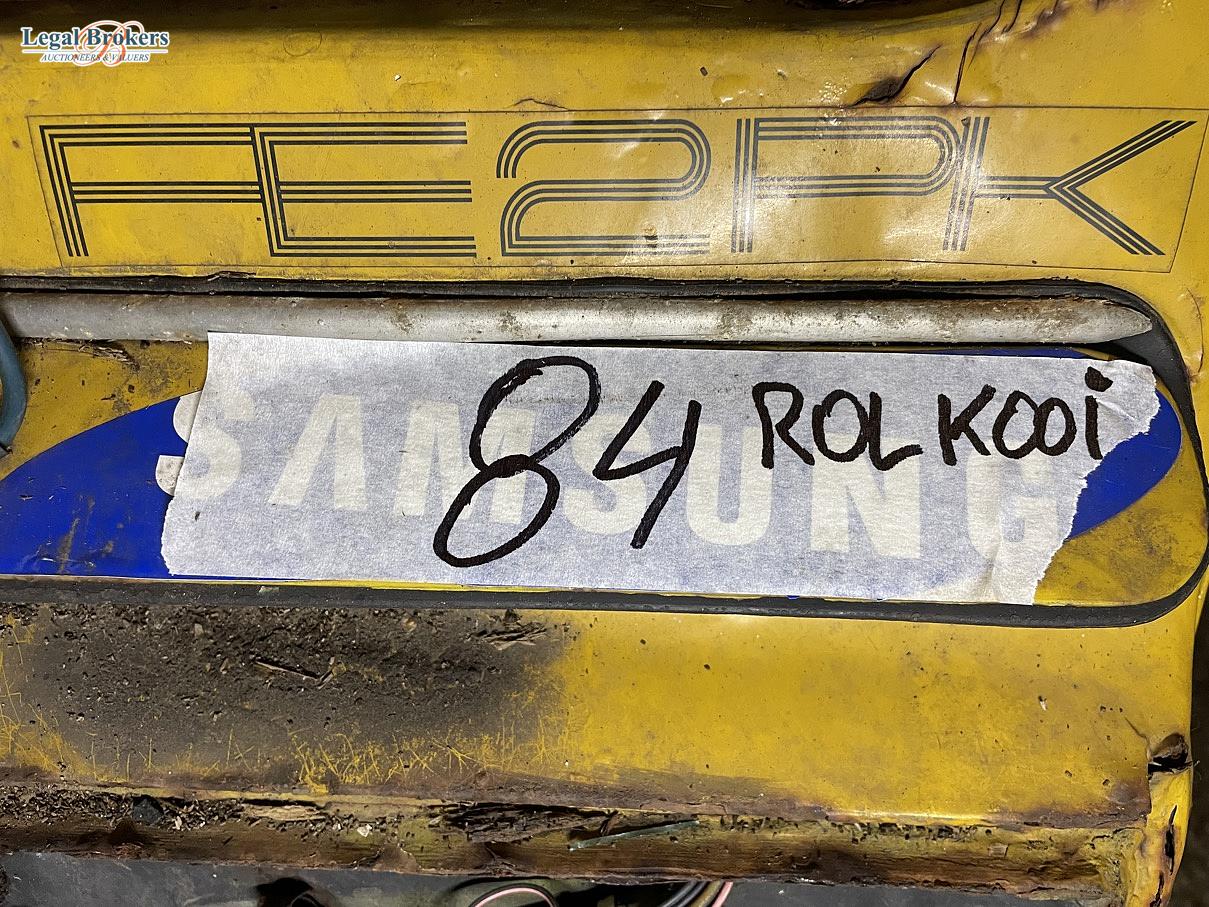 Legal Brokers
AUCTIONEERS & VALUERS
FE2PK
SAMSUNG
84 ROLKOOI